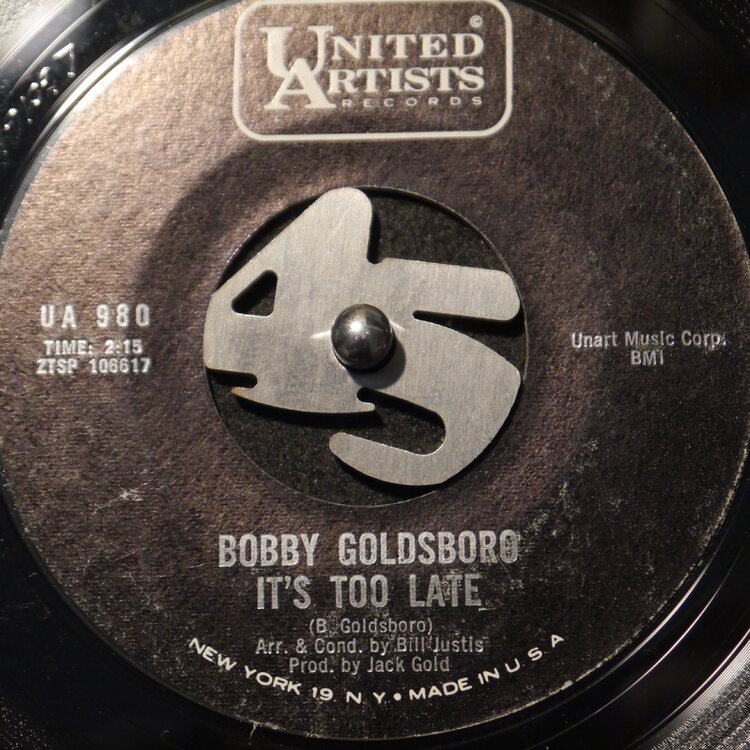 UNITED ©
ARTISTS
RECORDS
45
UA 980
TIME: 2:15
ZTSP 106617
Unart Music Corp.
BMI
BOBBY GOLDSBORO
IT'S TOO LATE
(B. Goldsboro)
Arr. & Cond. by Bill Justis
Prod. by Jack Gold
NEW YORK 19, N. Y. • MADE IN U. S. A